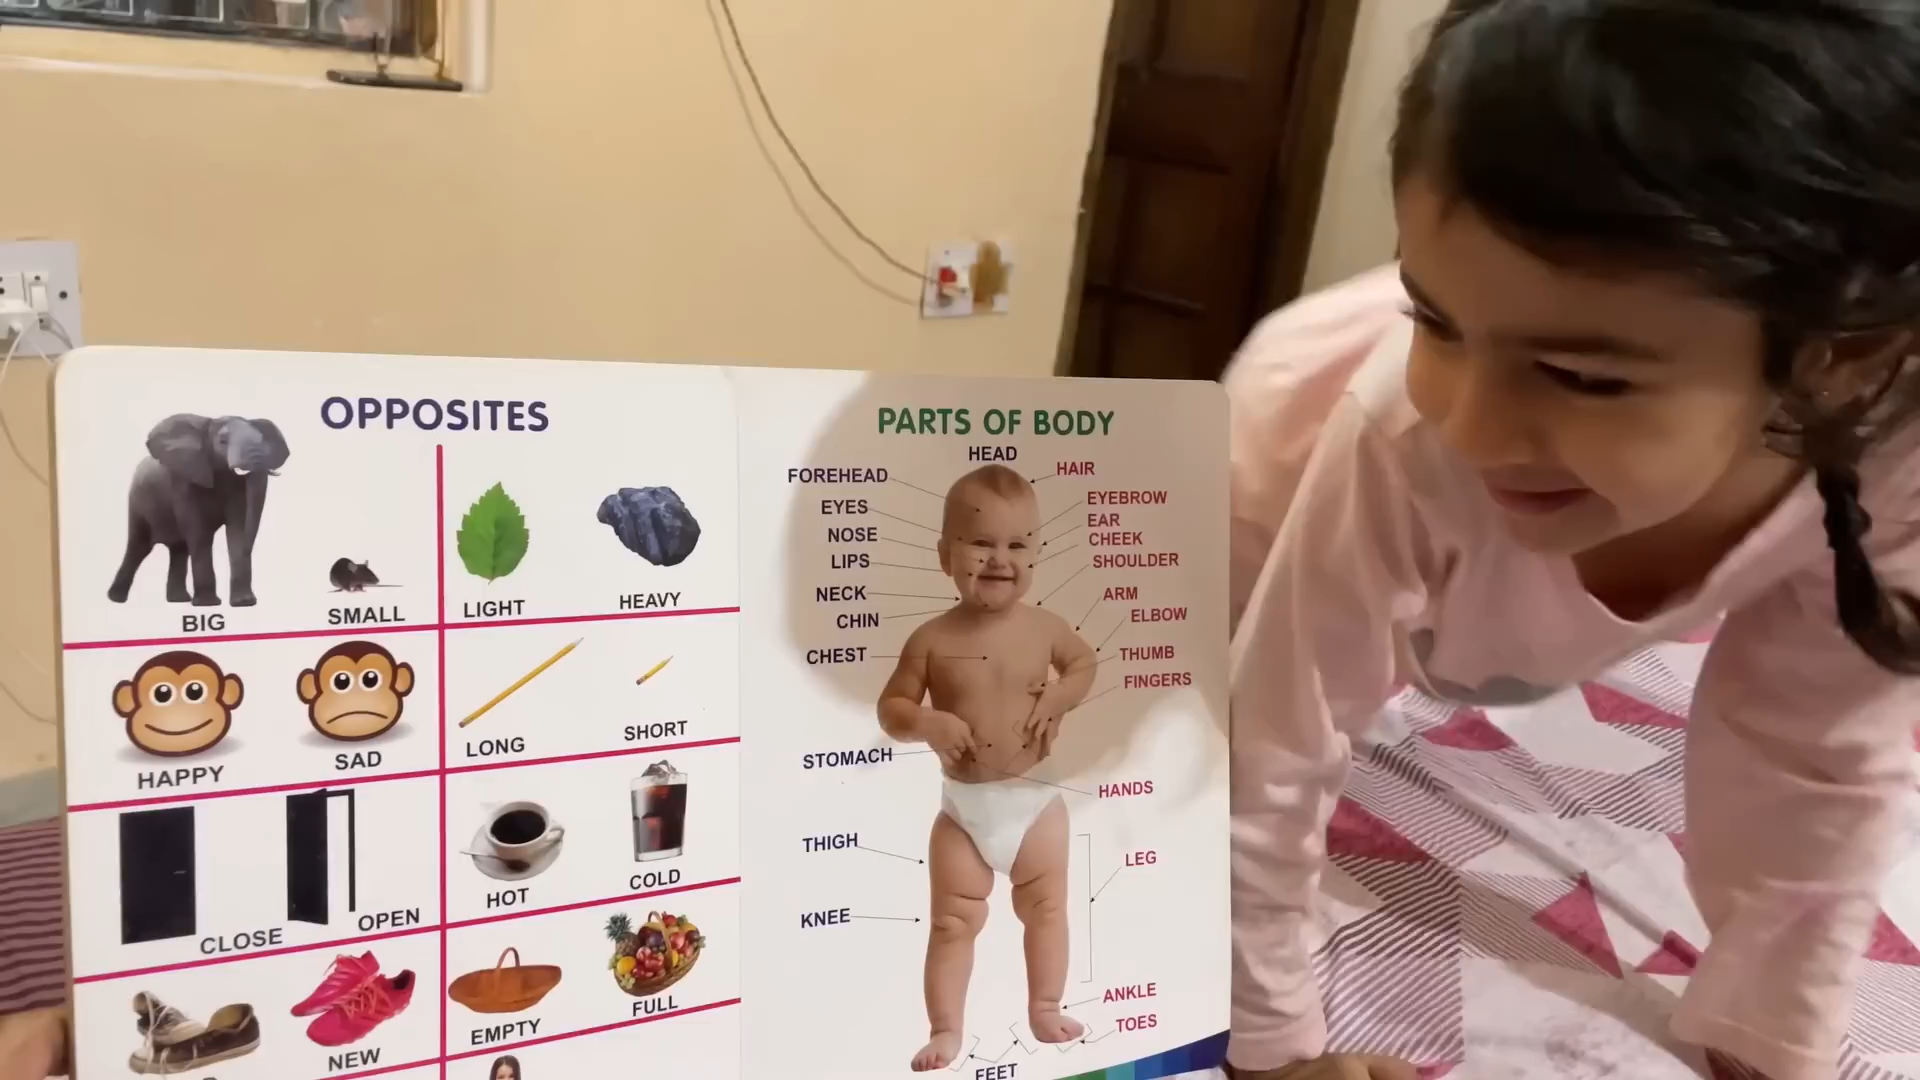 OPPOSITES
BIG
SMALL
LIGHT
HEAVY
HAPPY
SAD
LONG
SHORT
CLOSE
OPEN
HOT
COLD
NEW
EMPTY
FULL
PARTS OF BODY
HEAD
FOREHEAD
HAIR
EYES
EYEBROW
NOSE
EAR
LIPS
CHEEK
SHOULDER
NECK
ARM
CHIN
ELBOW
CHEST
THUMB
FINGERS
STOMACH
HANDS
THIGH
LEG
KNEE
ANKLE
TOES
FEET